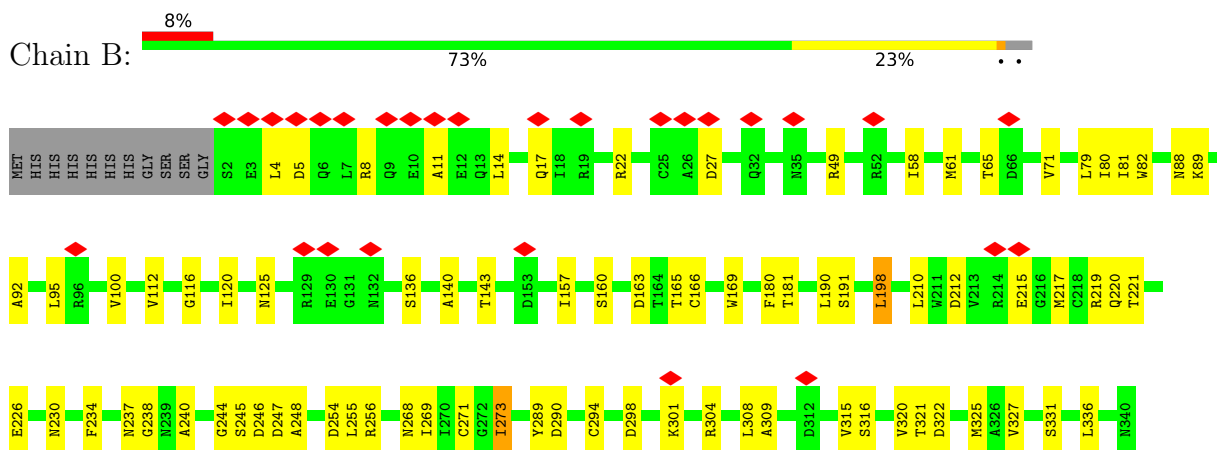 8%
Chain B:
73% 23% • •
MET HIS HIS HIS HIS HIS HIS GLY SER SER GLY S2 E3 L4 D5 Q6 L7 R8 Q9 E10 A11 E12 Q13 L14 Q17 I18 R19 R22 C25 A26 D27 Q32 N35 R49 R52 I58 M61 T65 D66 V71 L79 I80 I81 W82 N88 K89
A92 L95 R96 V100 V112 G116 I120 N125 R129 E130 G131 N132 S136 A140 T143 D153 I157 S160 D163 T164 T165 C166 W169 F180 T181 L190 S191 L198 L210 W211 D212 V213 R214 E215 G216 M217 C218 R219 Q220 T221
E226 N230 F234 N237 G238 N239 A240 G244 S245 D246 D247 A248 D254 L255 R256 N268 I269 I270 C271 G272 I273 Y289 D290 C294 D298 K301 R304 L308 A309 D312 V315 S316 V320 T321 D322 M325 A326 V327 S331 L336 N340